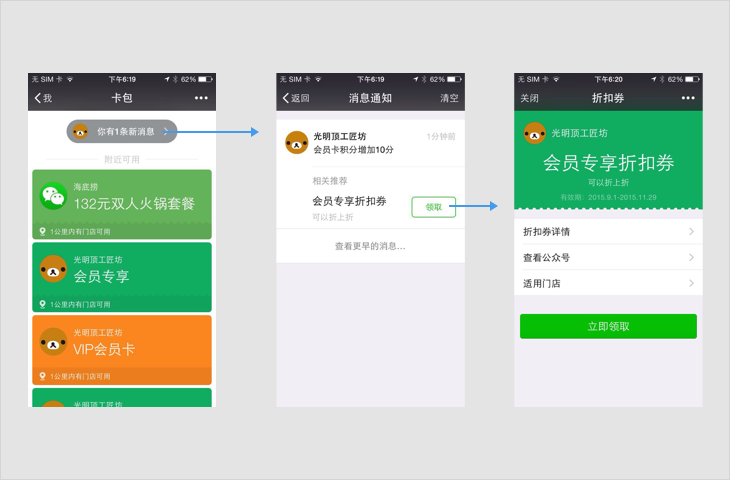 无 SIM 卡 下午6:19 62%
我 卡包
你有1条新消息
附近可用
海底捞
132元双人火锅套餐
1公里内有门店可用
光明顶工匠坊
会员专享
1公里内有门店可用
光明顶工匠坊
VIP会员卡
1公里内有门店可用
光明顶工匠坊
无 SIM 卡 下午6:19 62%
返回 消息通知 清空
光明顶工匠坊 1分钟前
会员卡积分增加10分
相关推荐
会员专享折扣券
可以折上折
领取
查看更早的消息...
无 SIM 卡 下午6:20 62%
关闭 折扣券
光明顶工匠坊
会员专享折扣券
可以折上折
有效期：2015.9.1-2015.11.29
折扣券详情
查看公众号
适用门店
立即领取